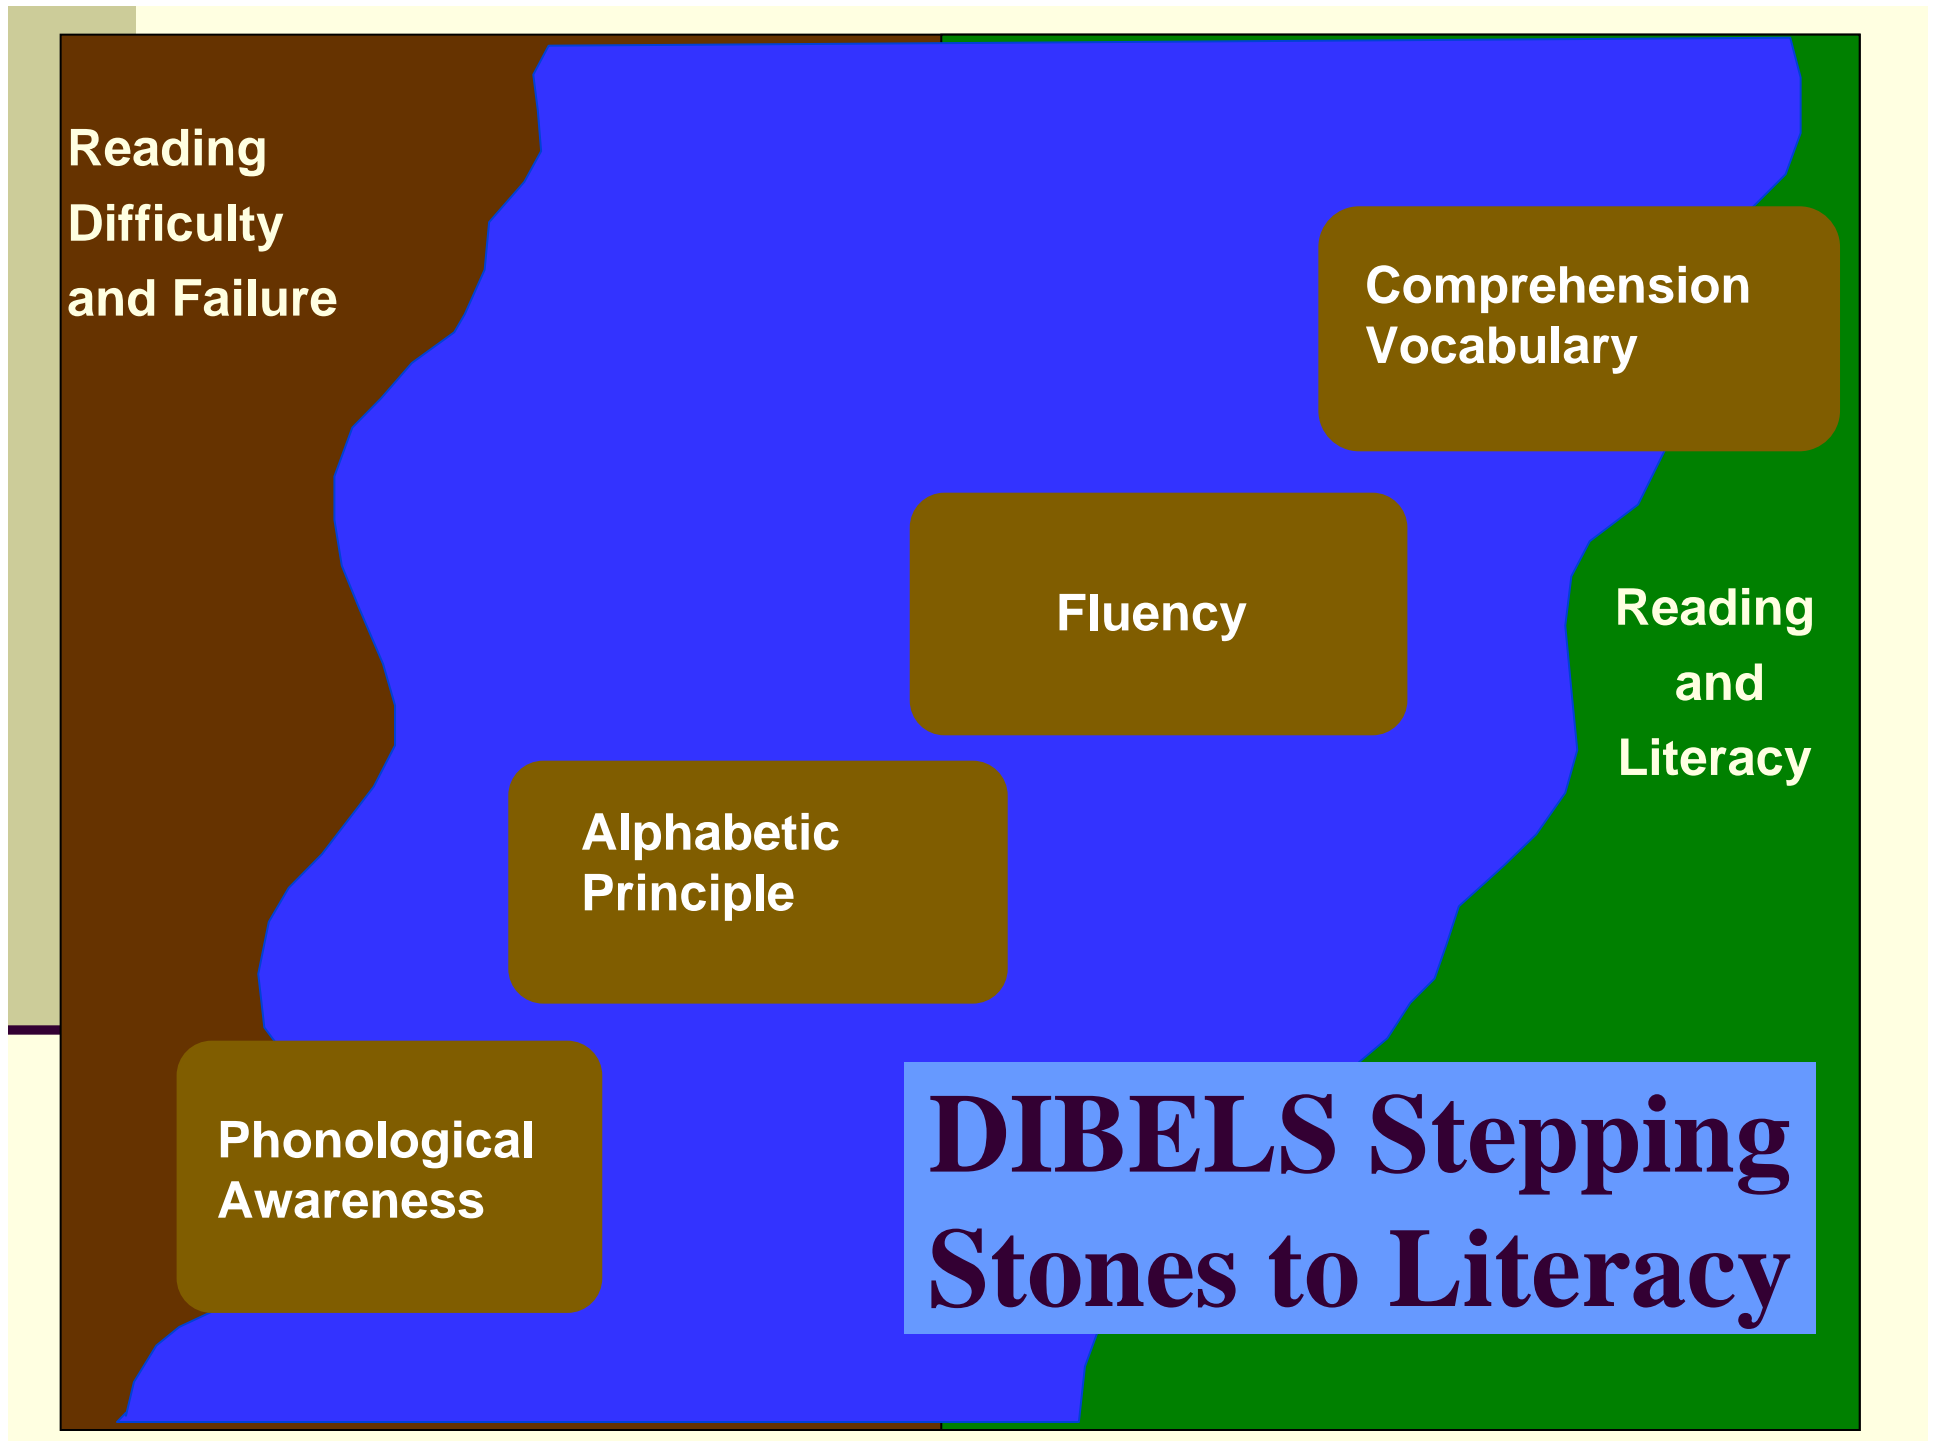 Reading
Difficulty
and Failure
Comprehension
Vocabulary
Fluency
Reading
and
Literacy
Alphabetic
Principle
Phonological
Awareness
DIBELS Stepping
Stones to Literacy